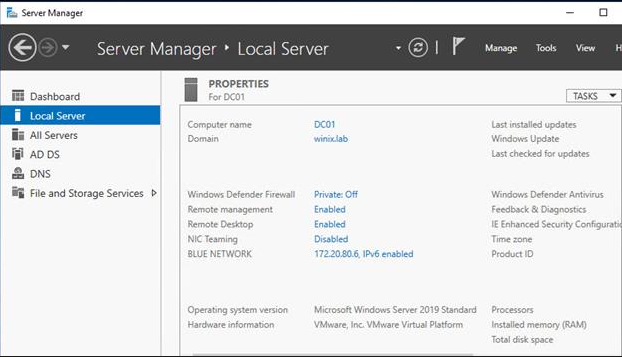 Server Manager
Server Manager ‣ Local Server
Manage Tools View H
Dashboard
Local Server
All Servers
AD DS
DNS
File and Storage Services
PROPERTIES
For DC01
TASKS
Computer name DC01 Last installed updates
Domain winix.lab Windows Update
Last checked for updates
Windows Defender Firewall Private: Off Windows Defender Antivirus
Remote management Enabled Feedback & Diagnostics
Remote Desktop Enabled IE Enhanced Security Configuratio
NIC Teaming Disabled Time zone
BLUE NETWORK 172.20.80.6, IPv6 enabled Product ID
Operating system version Microsoft Windows Server 2019 Standard Processors
Hardware information VMware, Inc. VMware Virtual Platform Installed memory (RAM)
Total disk space